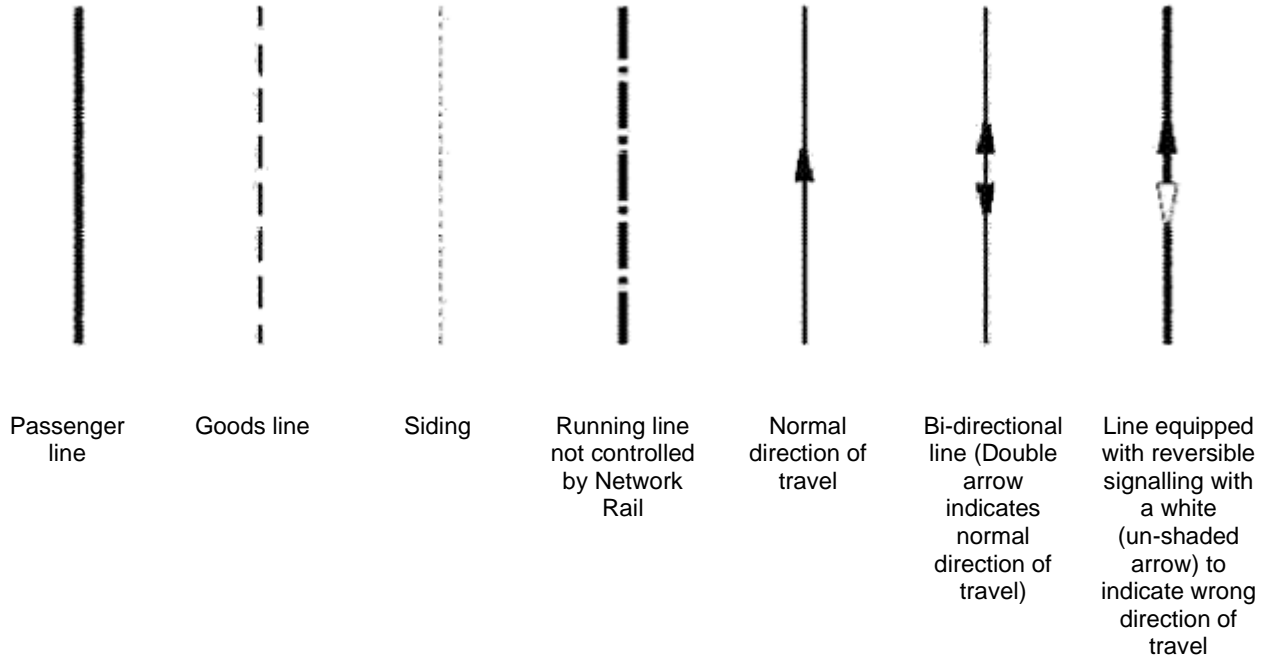 Passenger
line
Goods line
Siding
Running line
not controlled
by Network
Rail
Normal
direction of
travel
Bi-directional
line (Double
arrow
indicates
normal
direction of
travel)
Line equipped
with reversible
signalling with
a white
(un-shaded
arrow) to
indicate wrong
direction of
travel